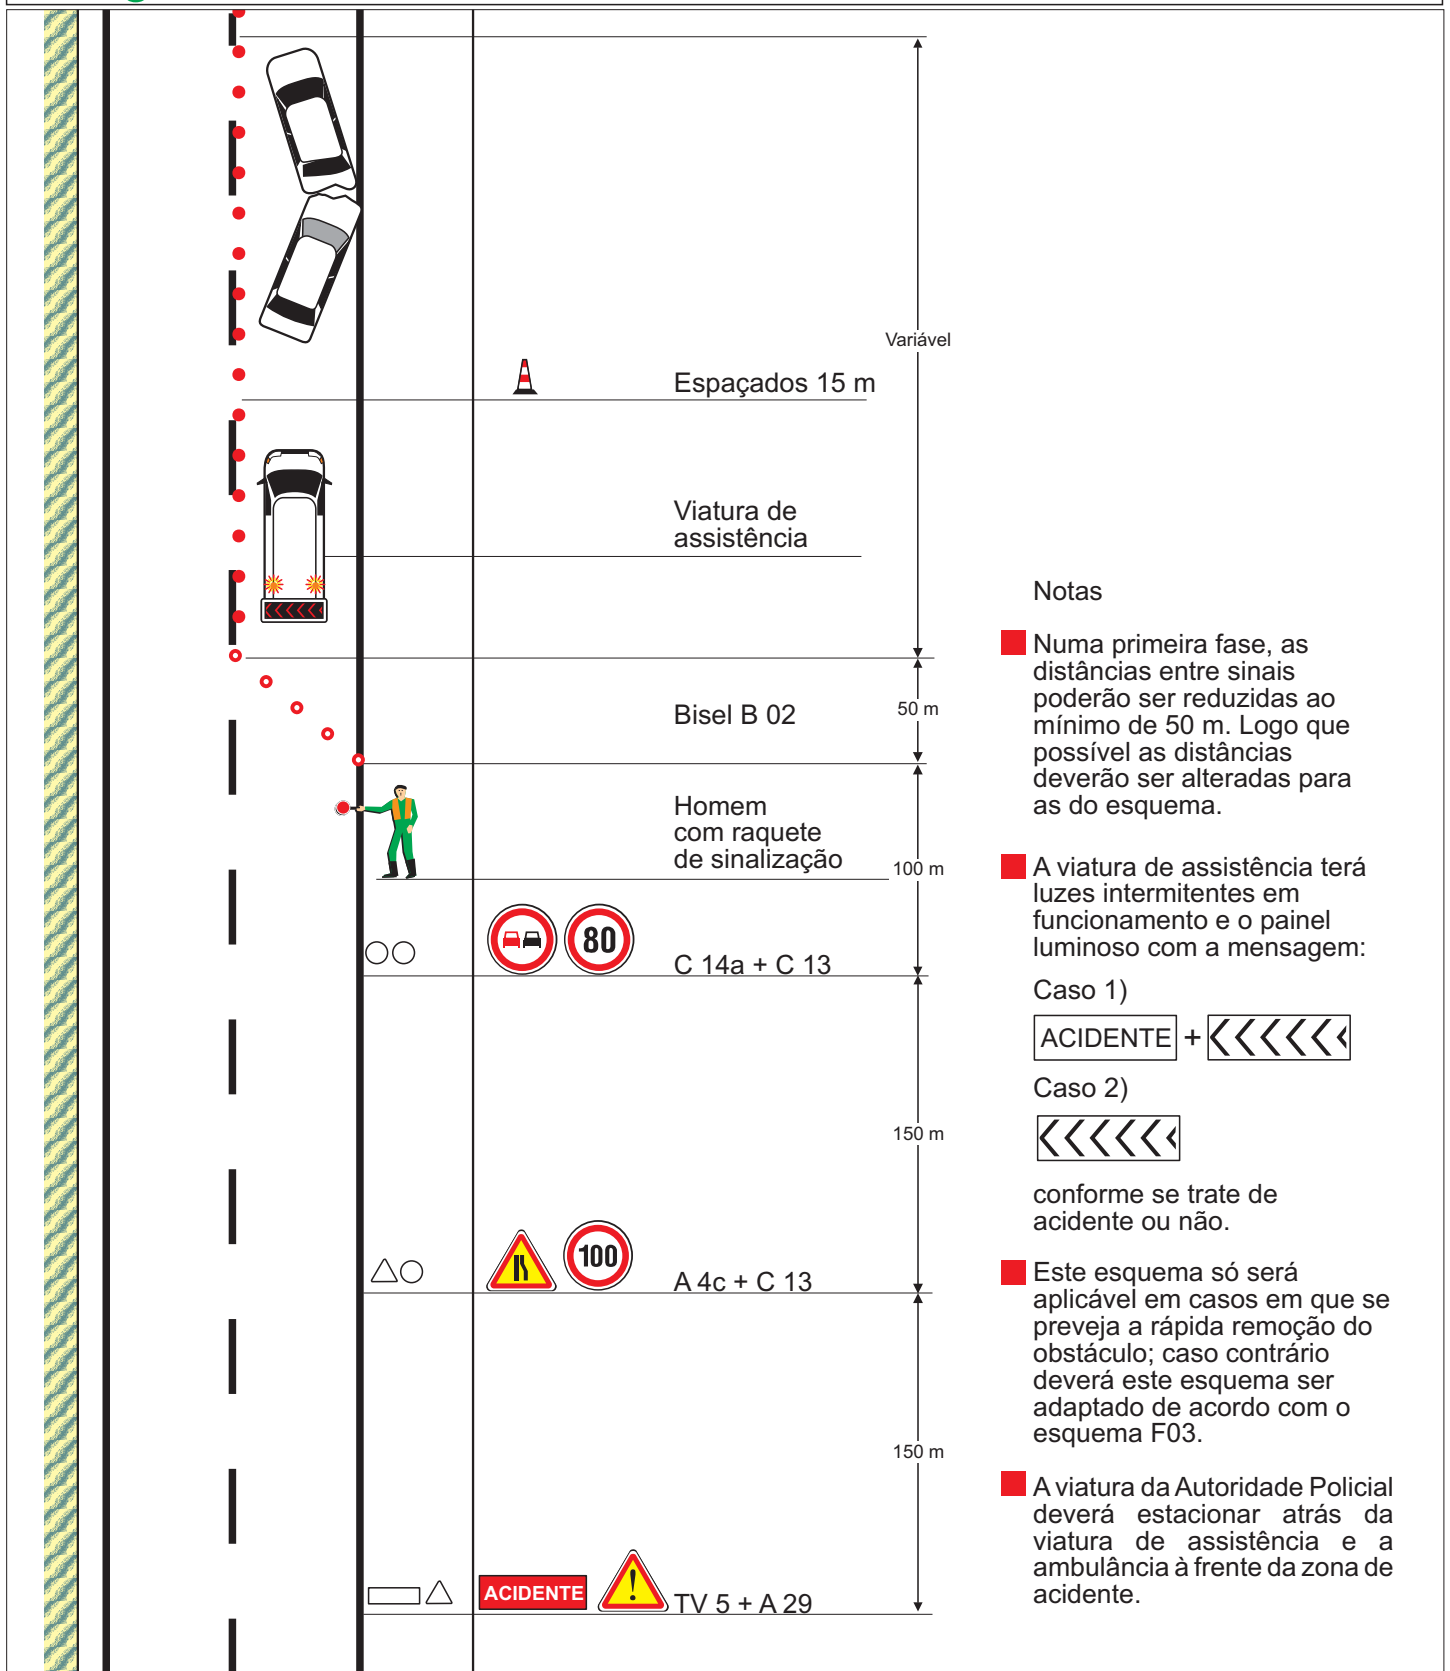 Variável
Espaçados 15 m
Viatura de
assistência
Bisel B 02
50 m
Homem
com raquete
de sinalização
100 m
80
C 14a + C 13
150 m
100
A 4c + C 13
150 m
ACIDENTE
!
TV 5 + A 29
Notas
Numa primeira fase, as
distâncias entre sinais
poderão ser reduzidas ao
mínimo de 50 m. Logo que
possível as distâncias
deverão ser alteradas para
as do esquema.
A viatura de assistência terá
luzes intermitentes em
funcionamento e o painel
luminoso com a mensagem:
Caso 1)
ACIDENTE +
Caso 2)
conforme se trate de
acidente ou não.
Este esquema só será
aplicável em casos em que se
preveja a rápida remoção do
obstáculo; caso contrário
deverá este esquema ser
adaptado de acordo com o
esquema F03.
A viatura da Autoridade Policial
deverá estacionar atrás da
viatura de assistência e a
ambulância à frente da zona de
acidente.